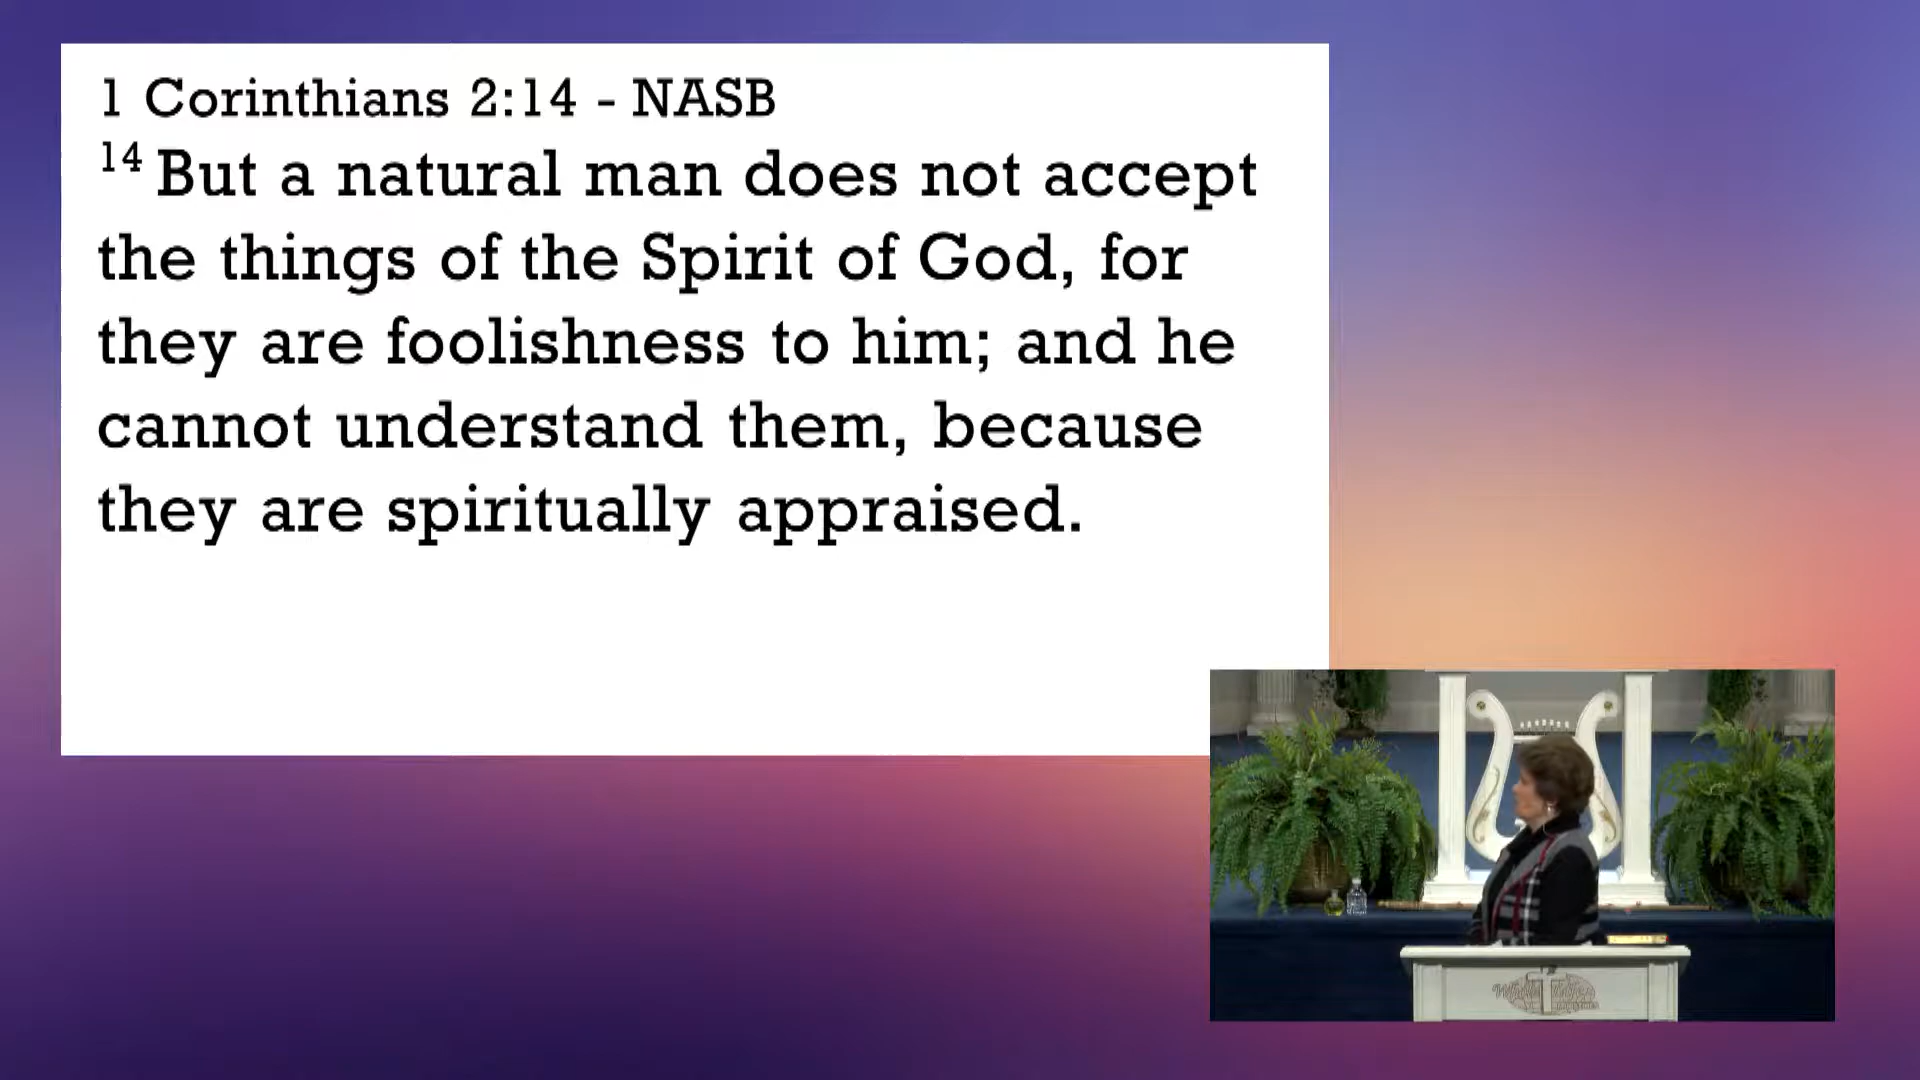 1 Corinthians 2:14 - NASB
14 But a natural man does not accept
the things of the Spirit of God, for
they are foolishness to him; and he
cannot understand them, because
they are spiritually appraised.